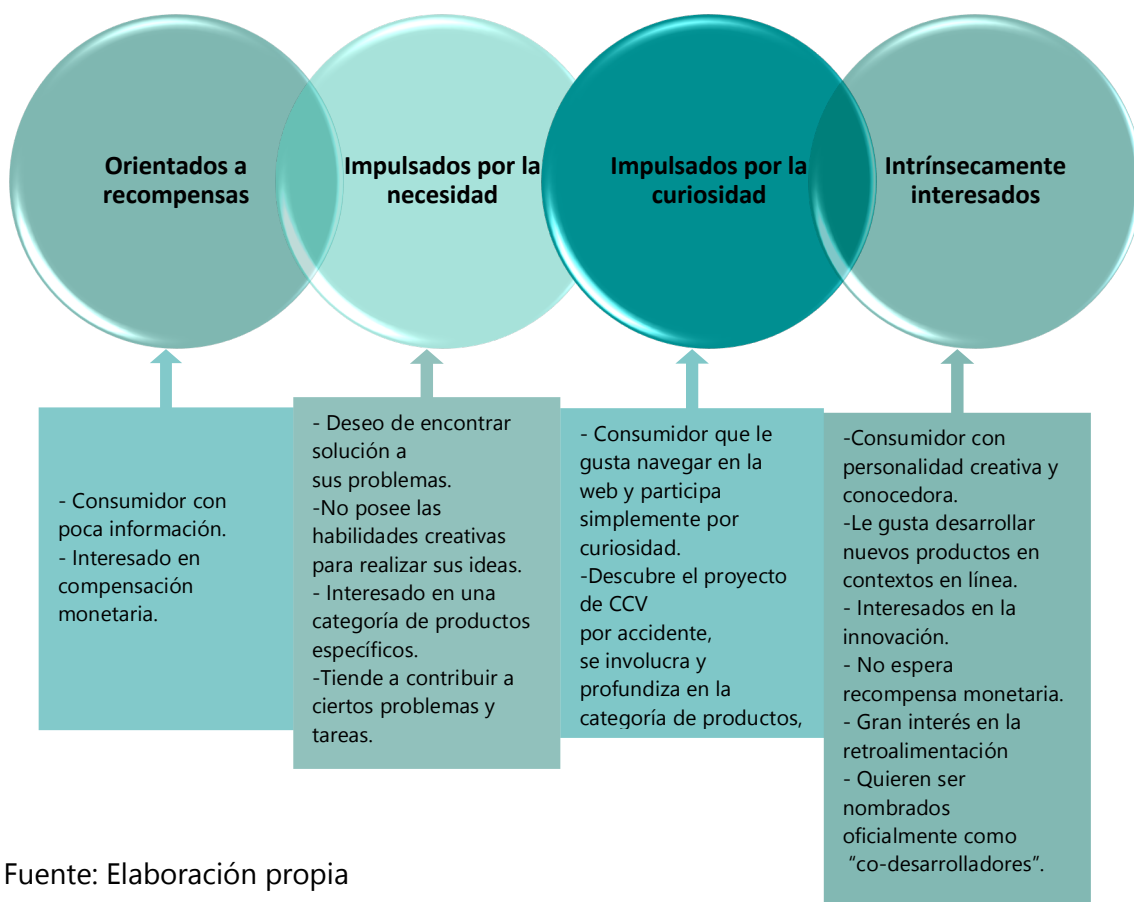 Orientados a
recompensas
Impulsados por la
necesidad
Impulsados por la
curiosidad
Intrínsecamente
interesados
- Consumidor con
poca información.
- Interesado en
compensación
monetaria.
- Deseo de encontrar
solución a
sus problemas.
-No posee las
habilidades creativas
para realizar sus ideas.
- Interesado en una
categoría de productos
específicos.
-Tiende a contribuir a
ciertos problemas y
tareas.
- Consumidor que le
gusta navegar en la
web y participa
simplemente por
curiosidad.
-Descubre el proyecto
de CCV
por accidente,
se involucra y
profundiza en la
categoría de productos,
-Consumidor con
personalidad creativa y
conocedora.
-Le gusta desarrollar
nuevos productos en
contextos en línea.
- Interesados en la
innovación.
- No espera
recompensa monetaria.
- Gran interés en la
retroalimentación
- Quieren ser
nombrados
oficialmente como
“co-desarrolladores”.
Fuente: Elaboración propia